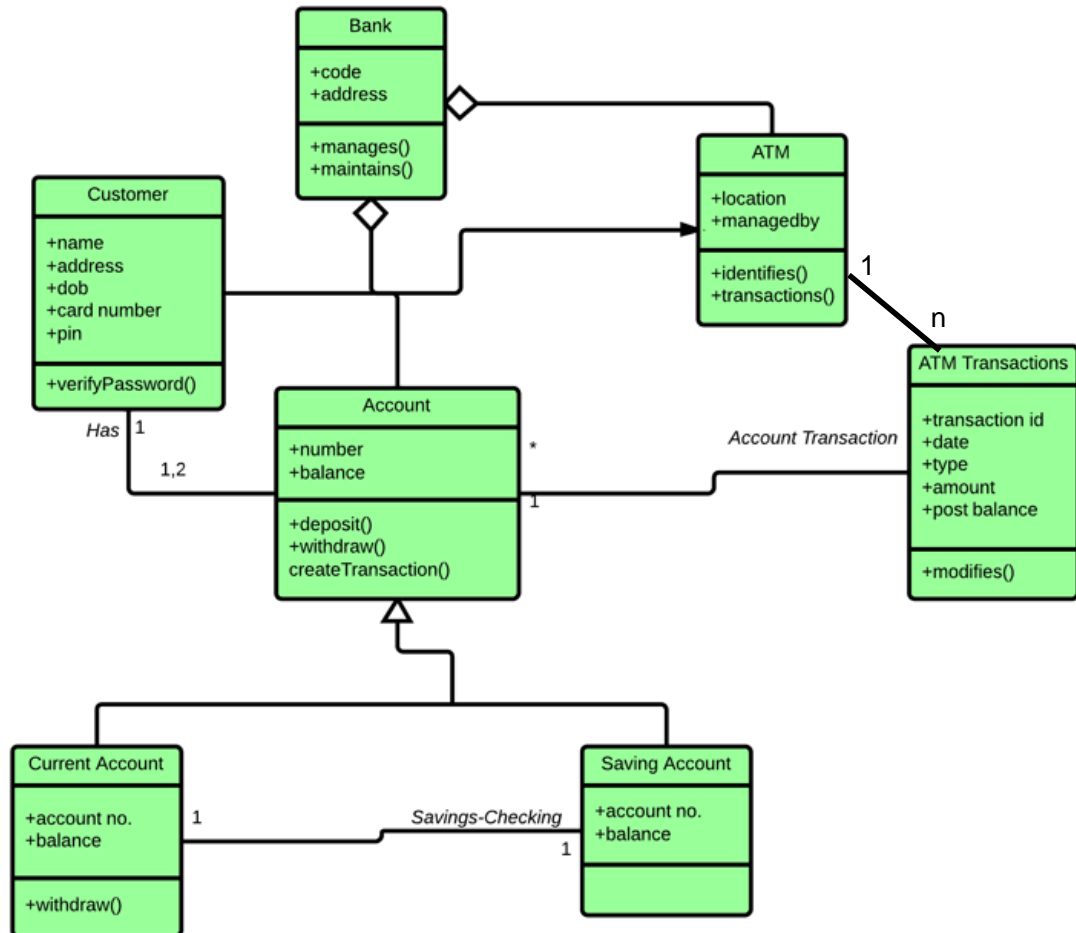 Bank
+code
+address
+manages()
+maintains()
ATM
+location
+managedby
+identifies()
+transactions()
Customer
+name
+address
+dob
+card number
+pin
+verifyPassword()
1
n
ATM Transactions
+transaction id
+date
+type
+amount
+post balance
+modifies()
Has
1
1,2
Account
+number
+balance
+deposit()
+withdraw()
createTransaction()
*
1
Account Transaction
Current Account
+account no.
+balance
+withdraw()
1
Savings-Checking
1
Saving Account
+account no.
+balance